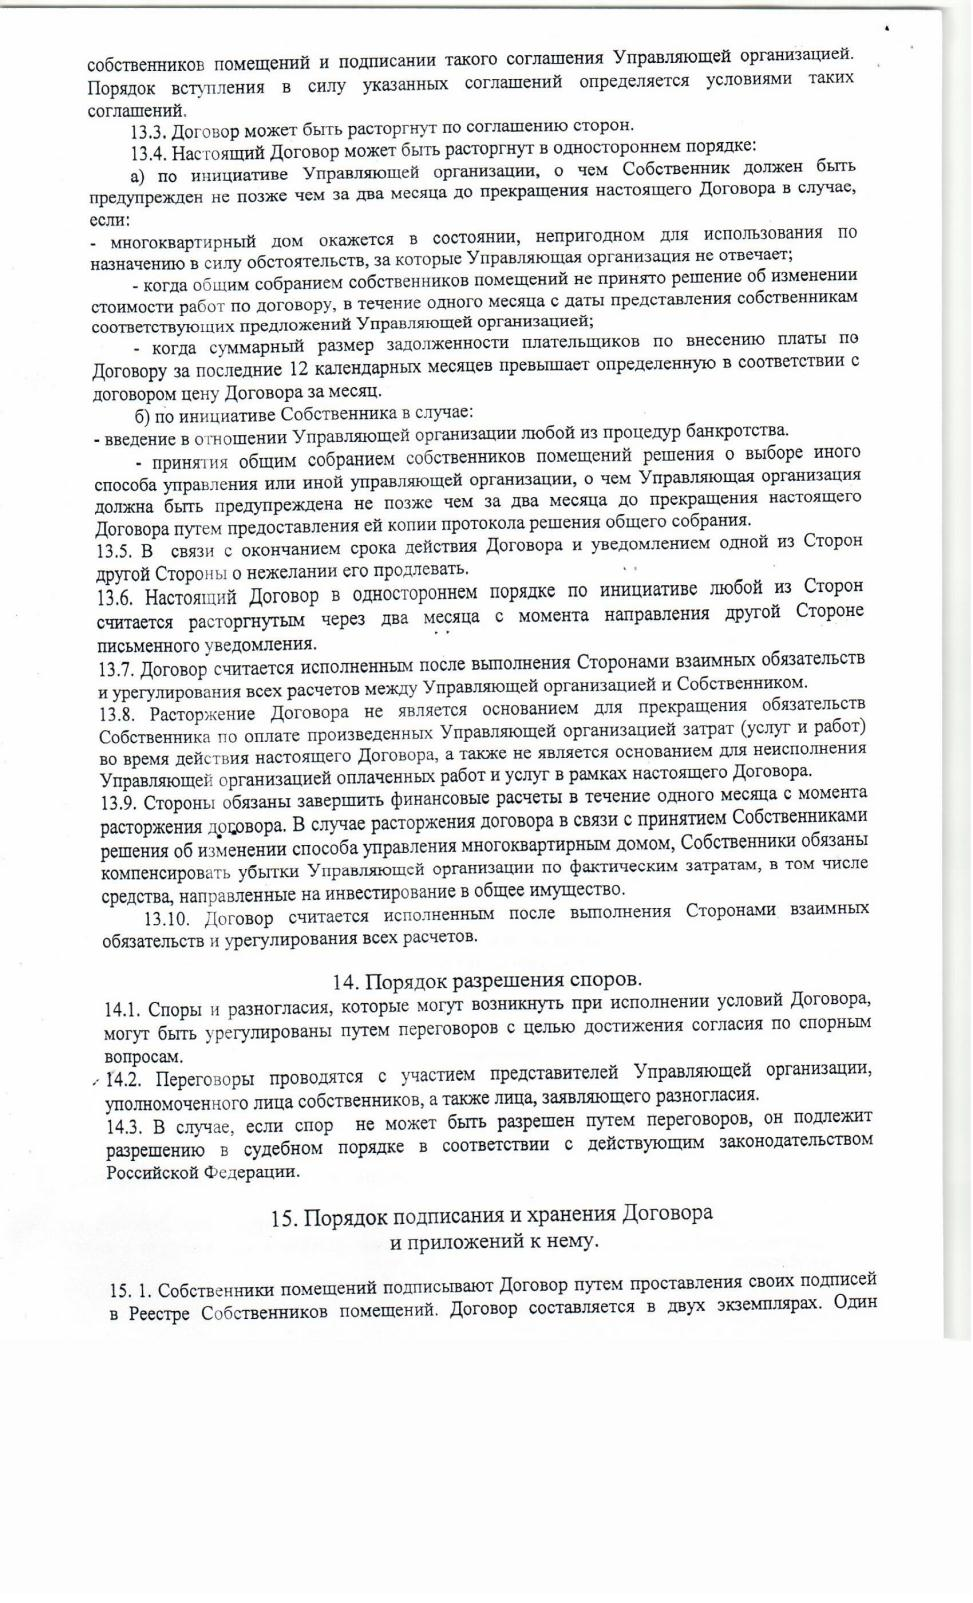 собственников помещений и подписании такого соглашения Управляющей организацией.
Порядок вступления в силу указанных соглашений определяется условиями таких
соглашений.
13.3. Договор может быть расторгнут по соглашению сторон.
13.4. Настоящий Договор может быть расторгнут в одностороннем порядке:
а) по инициативе Управляющей организации, о чем Собственник должен быть
предупрежден не позже чем за два месяца до прекращения настоящего Договора в случае,
если:
- многоквартирный дом окажется в состоянии, непригодном для использования по
назначению в силу обстоятельств, за которые Управляющая организация не отвечает;
- когда общим собранием собственников помещений не принято решение об изменении
стоимости работ по договору, в течение одного месяца с даты представления собственникам
соответствующих предложений Управляющей организацией;
- когда суммарный размер задолженности плательщиков по внесению платы по
Договору за последние 12 календарных месяцев превышает определенную в соответствии с
договором цену Договора за месяц.
б) по инициативе Собственника в случае:
- введение в отношении Управляющей организации любой из процедур банкротства.
- принятия общим собранием собственников помещений решения о выборе иного
способа управления или иной управляющей организации, о чем Управляющая организация
должна быть предупреждена не позже чем за два месяца до прекращения настоящего
Договора путем предоставления ей копии протокола решения общего собрания.
13.5. В связи с окончанием срока действия Договора и уведомлением одной из Сторон
другой Стороны о нежелании его продлевать.
13.6. Настоящий Договор в одностороннем порядке по инициативе любой из Сторон
считается расторгнутым через два месяца с момента направления другой Стороне
письменного уведомления.
13.7. Договор считается исполненным после выполнения Сторонами взаимных обязательств
и урегулирования всех расчетов между Управляющей организацией и Собственником.
13.8. Расторжение Договора не является основанием для прекращения обязательств
Собственника по оплате произведенных Управляющей организацией затрат (услуг и работ)
во время действия настоящего Договора, а также не является основанием для неисполнения
Управляющей организацией оплаченных работ и услуг в рамках настоящего Договора.
13.9. Стороны обязаны завершить финансовые расчеты в течение одного месяца с момента
расторжения договора. В случае расторжения договора в связи с принятием Собственниками
решения об изменении способа управления многоквартирным домом, Собственники обязаны
компенсировать убытки Управляющей организации по фактическим затратам, в том числе
средства, направленные на инвестирование в общее имущество.
13.10. Договор считается исполненным после выполнения Сторонами взаимных
обязательств и урегулирования всех расчетов.
14. Порядок разрешения споров.
14.1. Споры и разногласия, которые могут возникнуть при исполнении условий Договора,
могут быть урегулированы путем переговоров с целью достижения согласия по спорным
вопросам.
14.2. Переговоры проводятся с участием представителей Управляющей организации,
уполномоченного лица собственников, а также лица, заявляющего разногласия.
14.3. В случае, если спор не может быть разрешен путем переговоров, он подлежит
разрешению в судебном порядке в соответствии с действующим законодательством
Российской Федерации.
15. Порядок подписания и хранения Договора
и приложений к нему.
15. 1. Собственники помещений подписывают Договор путем проставления своих подписей
в Реестре Собственников помещений. Договор составляется в двух экземплярах. Один